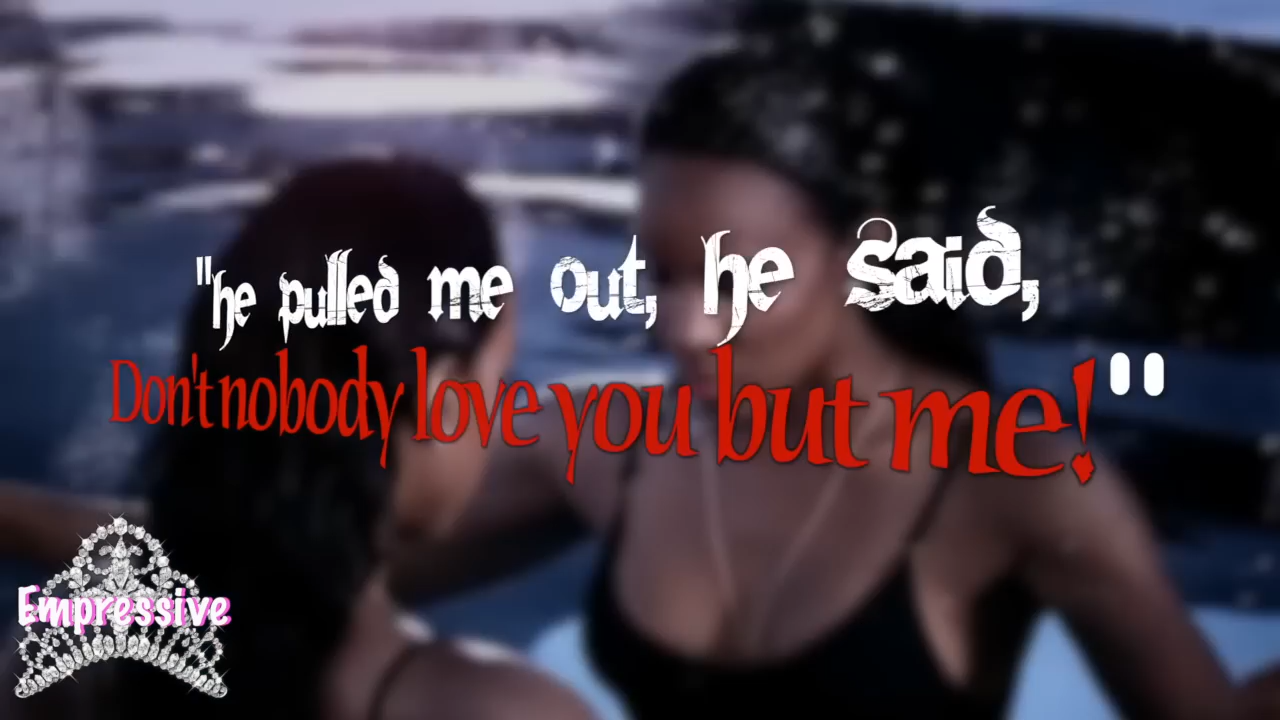 "he pulled me out, he said,
Don't nobody love you but me!"
Empressive